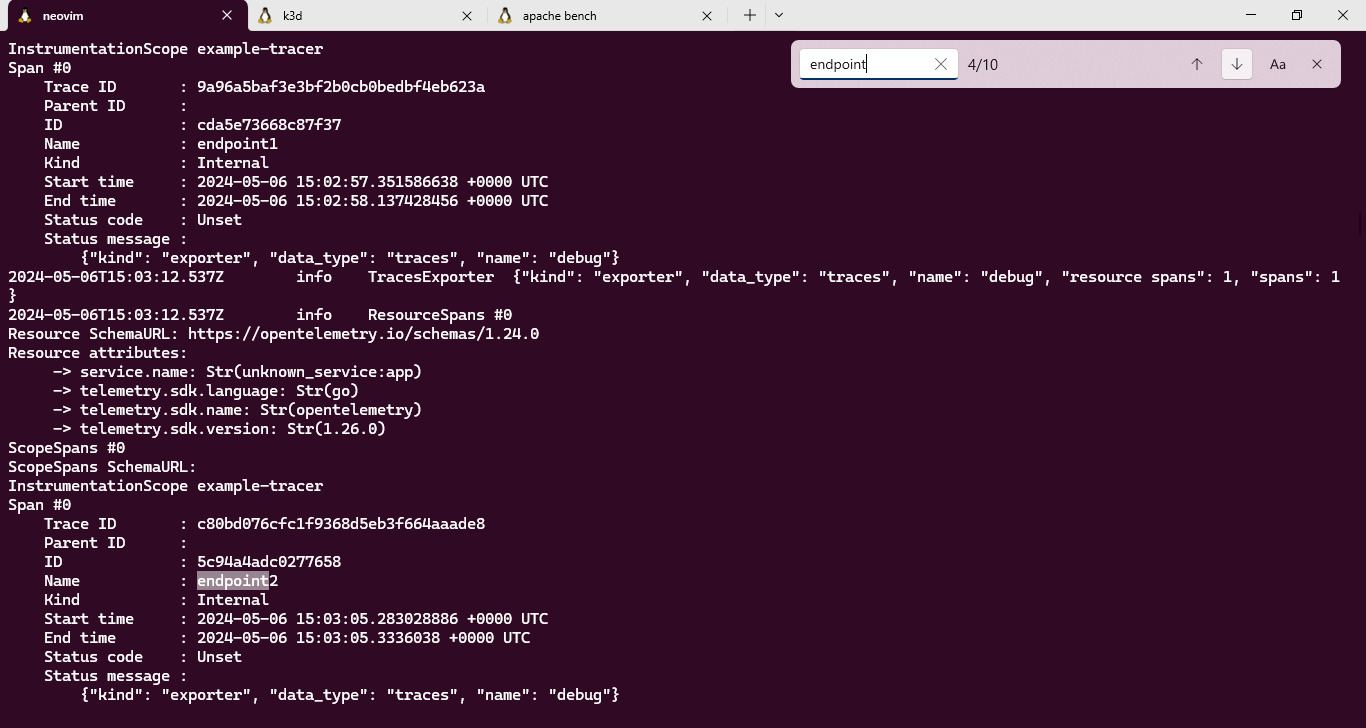 neovim
k3d
apache bench
endpoint
4/10
Aa
InstrumentationScope example-tracer
Span #0
    Trace ID       : 9a96a5baf3e3bf2b0cb0bedbf4eb623a
    Parent ID      :
    ID             : cda5e73668c87f37
    Name           : endpoint1
    Kind           : Internal
    Start time     : 2024-05-06 15:02:57.351586638 +0000 UTC
    End time       : 2024-05-06 15:02:58.137428456 +0000 UTC
    Status code    : Unset
    Status message :
        {"kind": "exporter", "data_type": "traces", "name": "debug"}
2024-05-06T15:03:12.537Z        info    TracesExporter  {"kind": "exporter", "data_type": "traces", "name": "debug", "resource spans": 1, "spans": 1
}
2024-05-06T15:03:12.537Z        info    ResourceSpans #0
Resource SchemaURL: https://opentelemetry.io/schemas/1.24.0
Resource attributes:
     -> service.name: Str(unknown_service:app)
     -> telemetry.sdk.language: Str(go)
     -> telemetry.sdk.name: Str(opentelemetry)
     -> telemetry.sdk.version: Str(1.26.0)
ScopeSpans #0
ScopeSpans SchemaURL:
InstrumentationScope example-tracer
Span #0
    Trace ID       : c80bd076cfc1f9368d5eb3f664aaade8
    Parent ID      :
    ID             : 5c94a4adc0277658
    Name           : endpoint2
    Kind           : Internal
    Start time     : 2024-05-06 15:03:05.283028886 +0000 UTC
    End time       : 2024-05-06 15:03:05.3336038 +0000 UTC
    Status code    : Unset
    Status message :
        {"kind": "exporter", "data_type": "traces", "name": "debug"}